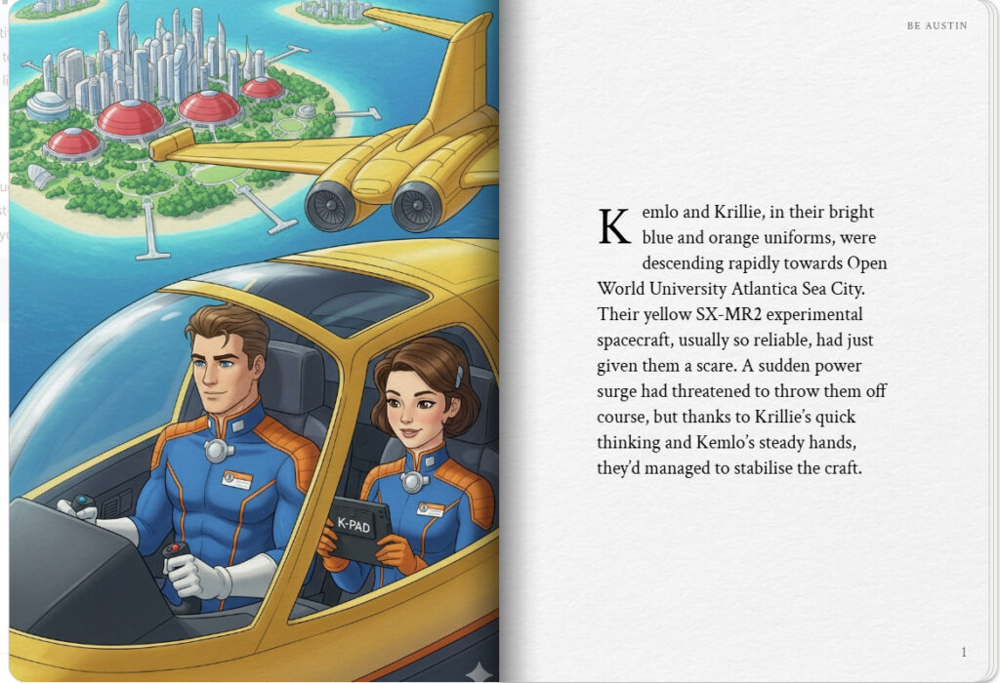 BE AUSTIN
Kemlo and Krillie, in their bright
blue and orange uniforms, were
descending rapidly towards Open
World University Atlantica Sea City.
Their yellow SX-MR2 experimental
spacecraft, usually so reliable, had just
given them a scare. A sudden power
surge had threatened to throw them off
course, but thanks to Krillie’s quick
thinking and Kemlo’s steady hands,
they’d managed to stabilise the craft.
K-PAD
1